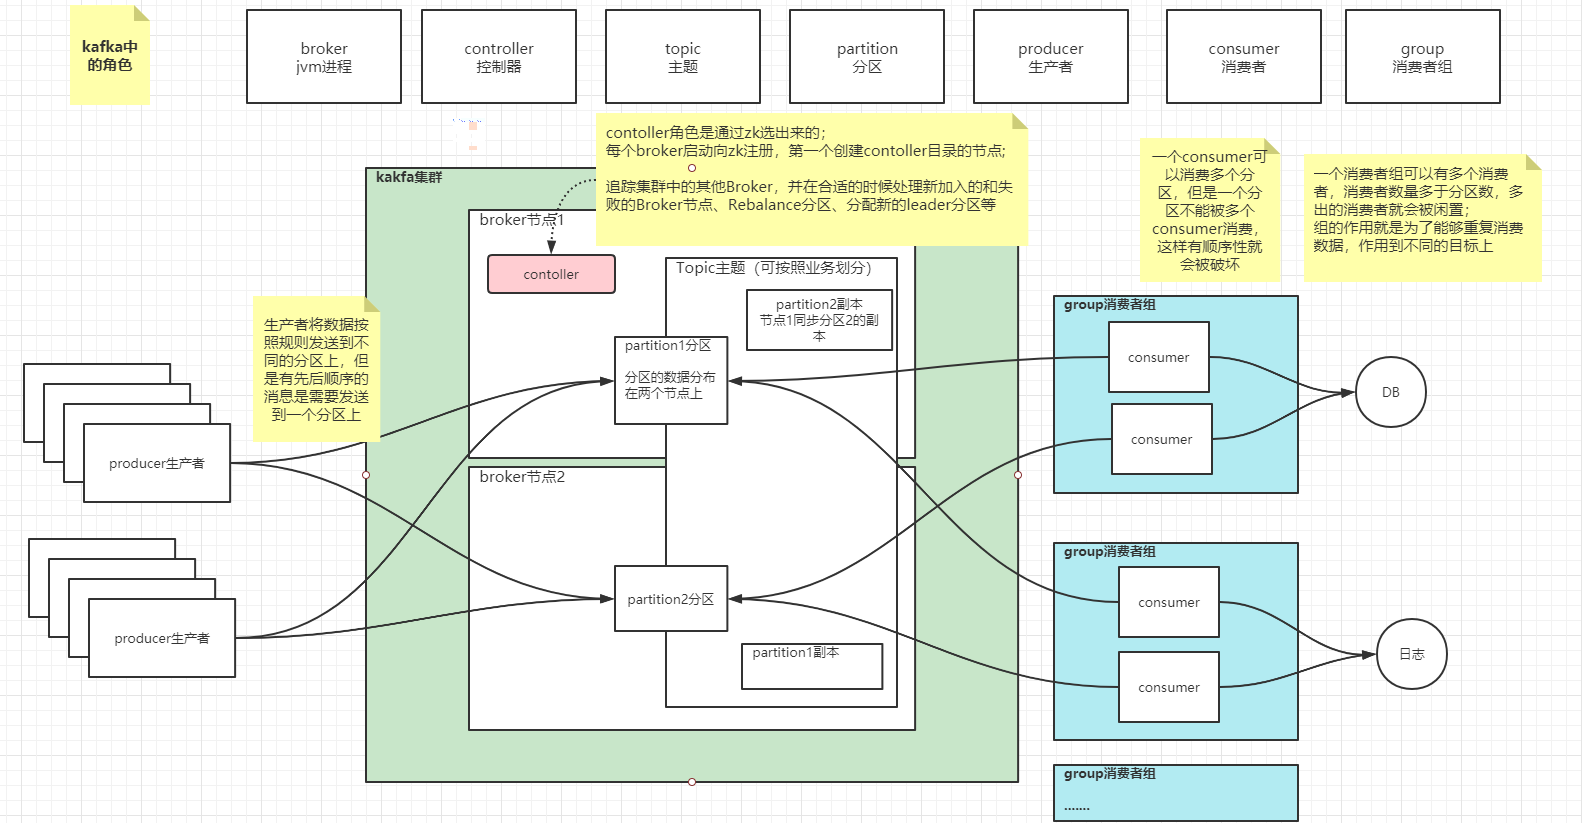 kafka中
的角色
broker
jvm进程
controller
控制器
topic
主题
partition
分区
producer
生产者
consumer
消费者
group
消费者组
contoller角色是通过zk选出来的；
每个broker启动向zk注册，第一个创建contoller目录的节点;
追踪集群中的其他Broker，并在合适的时候处理新加入的和失
败的Broker节点、Rebalance分区、分配新的leader分区等
一个consumer可
以消费多个分
区，但是一个分
区不能被多个
consumer消费，
这样有顺序性就
会被破坏
一个消费者组可以有多个消费
者，消费者数量多于分区数，多
出的消费者就会被闲置；
组的作用就是为了能够重复消费
数据，作用到不同的目标上
kakfa集群
broker节点1
contoller
Topic主题（可按照业务划分）
partition2副本
节点1同步分区2的副
本
partition1分区
分区的数据分布
在两个节点上
生产者将数据按
照规则发送到不
同的分区上，但
是有先后顺序的
消息是需要发送
到一个分区上
producer生产者
producer生产者
broker节点2
partition2分区
partition1副本
group消费者组
consumer
consumer
DB
group消费者组
consumer
consumer
日志
group消费者组
.......